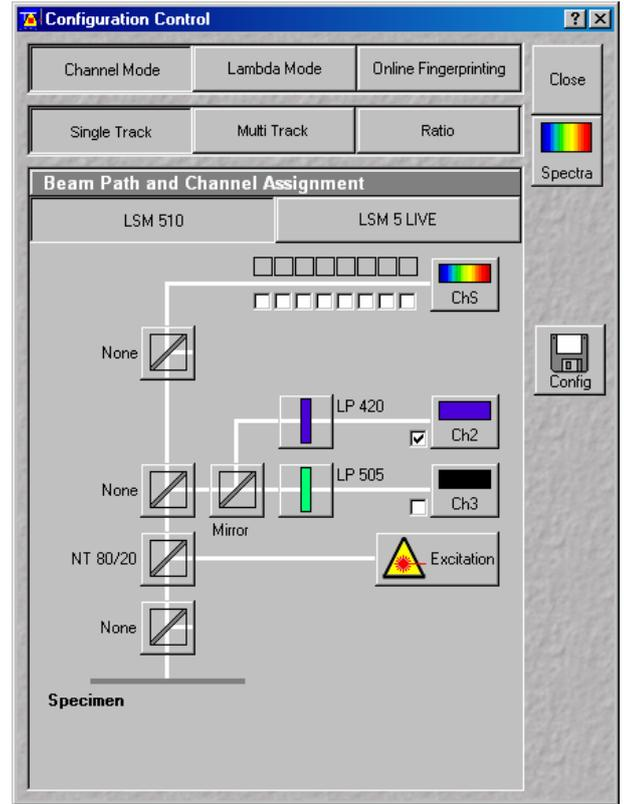 Configuration Control
Channel Mode
Lambda Mode
Online Fingerprinting
Close
Single Track
Multi Track
Ratio
Spectra
Beam Path and Channel Assignment
LSM 510
LSM 5 LIVE
ChS
None
Config
LP 420
Ch2
None
LP 505
Ch3
Mirror
NT 80/20
Excitation
None
Specimen